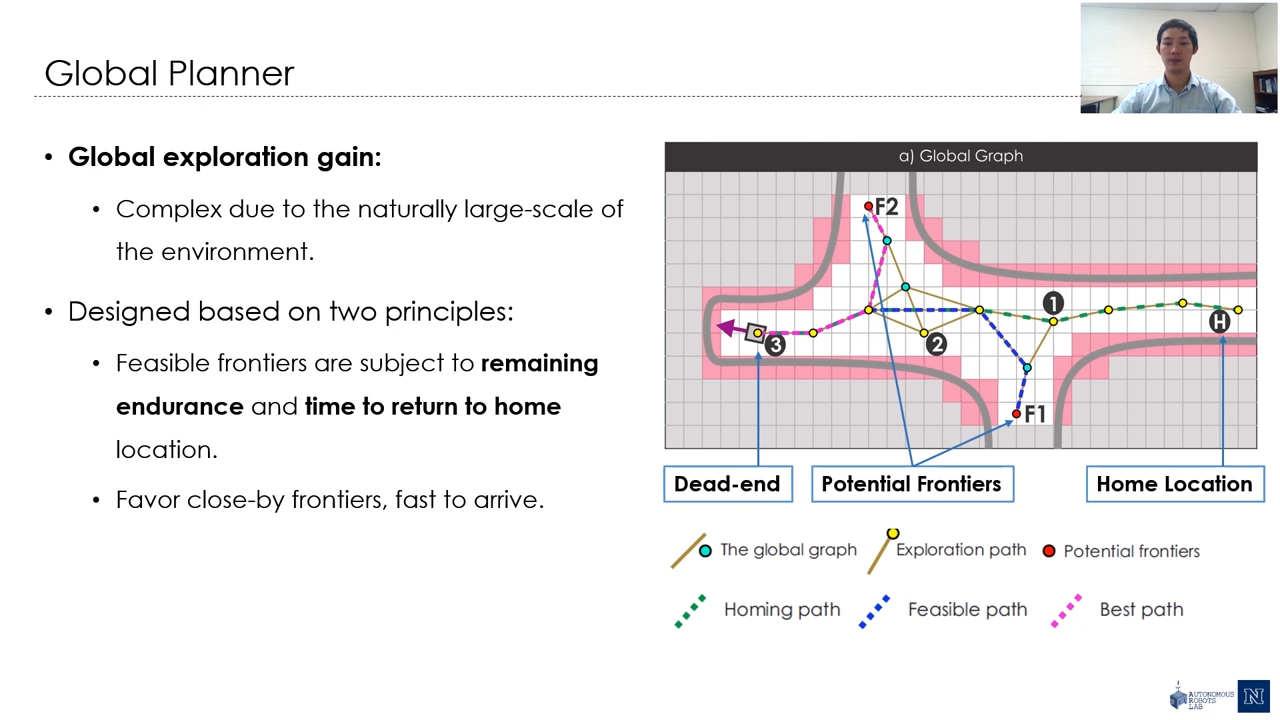 Global Planner
• Global exploration gain:
• Complex due to the naturally large-scale of
the environment.
• Designed based on two principles:
• Feasible frontiers are subject to remaining
endurance and time to return to home
location.
• Favor close-by frontiers, fast to arrive.
a) Global Graph
F2
1
H
3
2
F1
Dead-end
Potential Frontiers
Home Location
The global graph
Exploration path
Potential frontiers
Homing path
Feasible path
Best path
AUTONOMOUS
ROBOTS
LAB
N